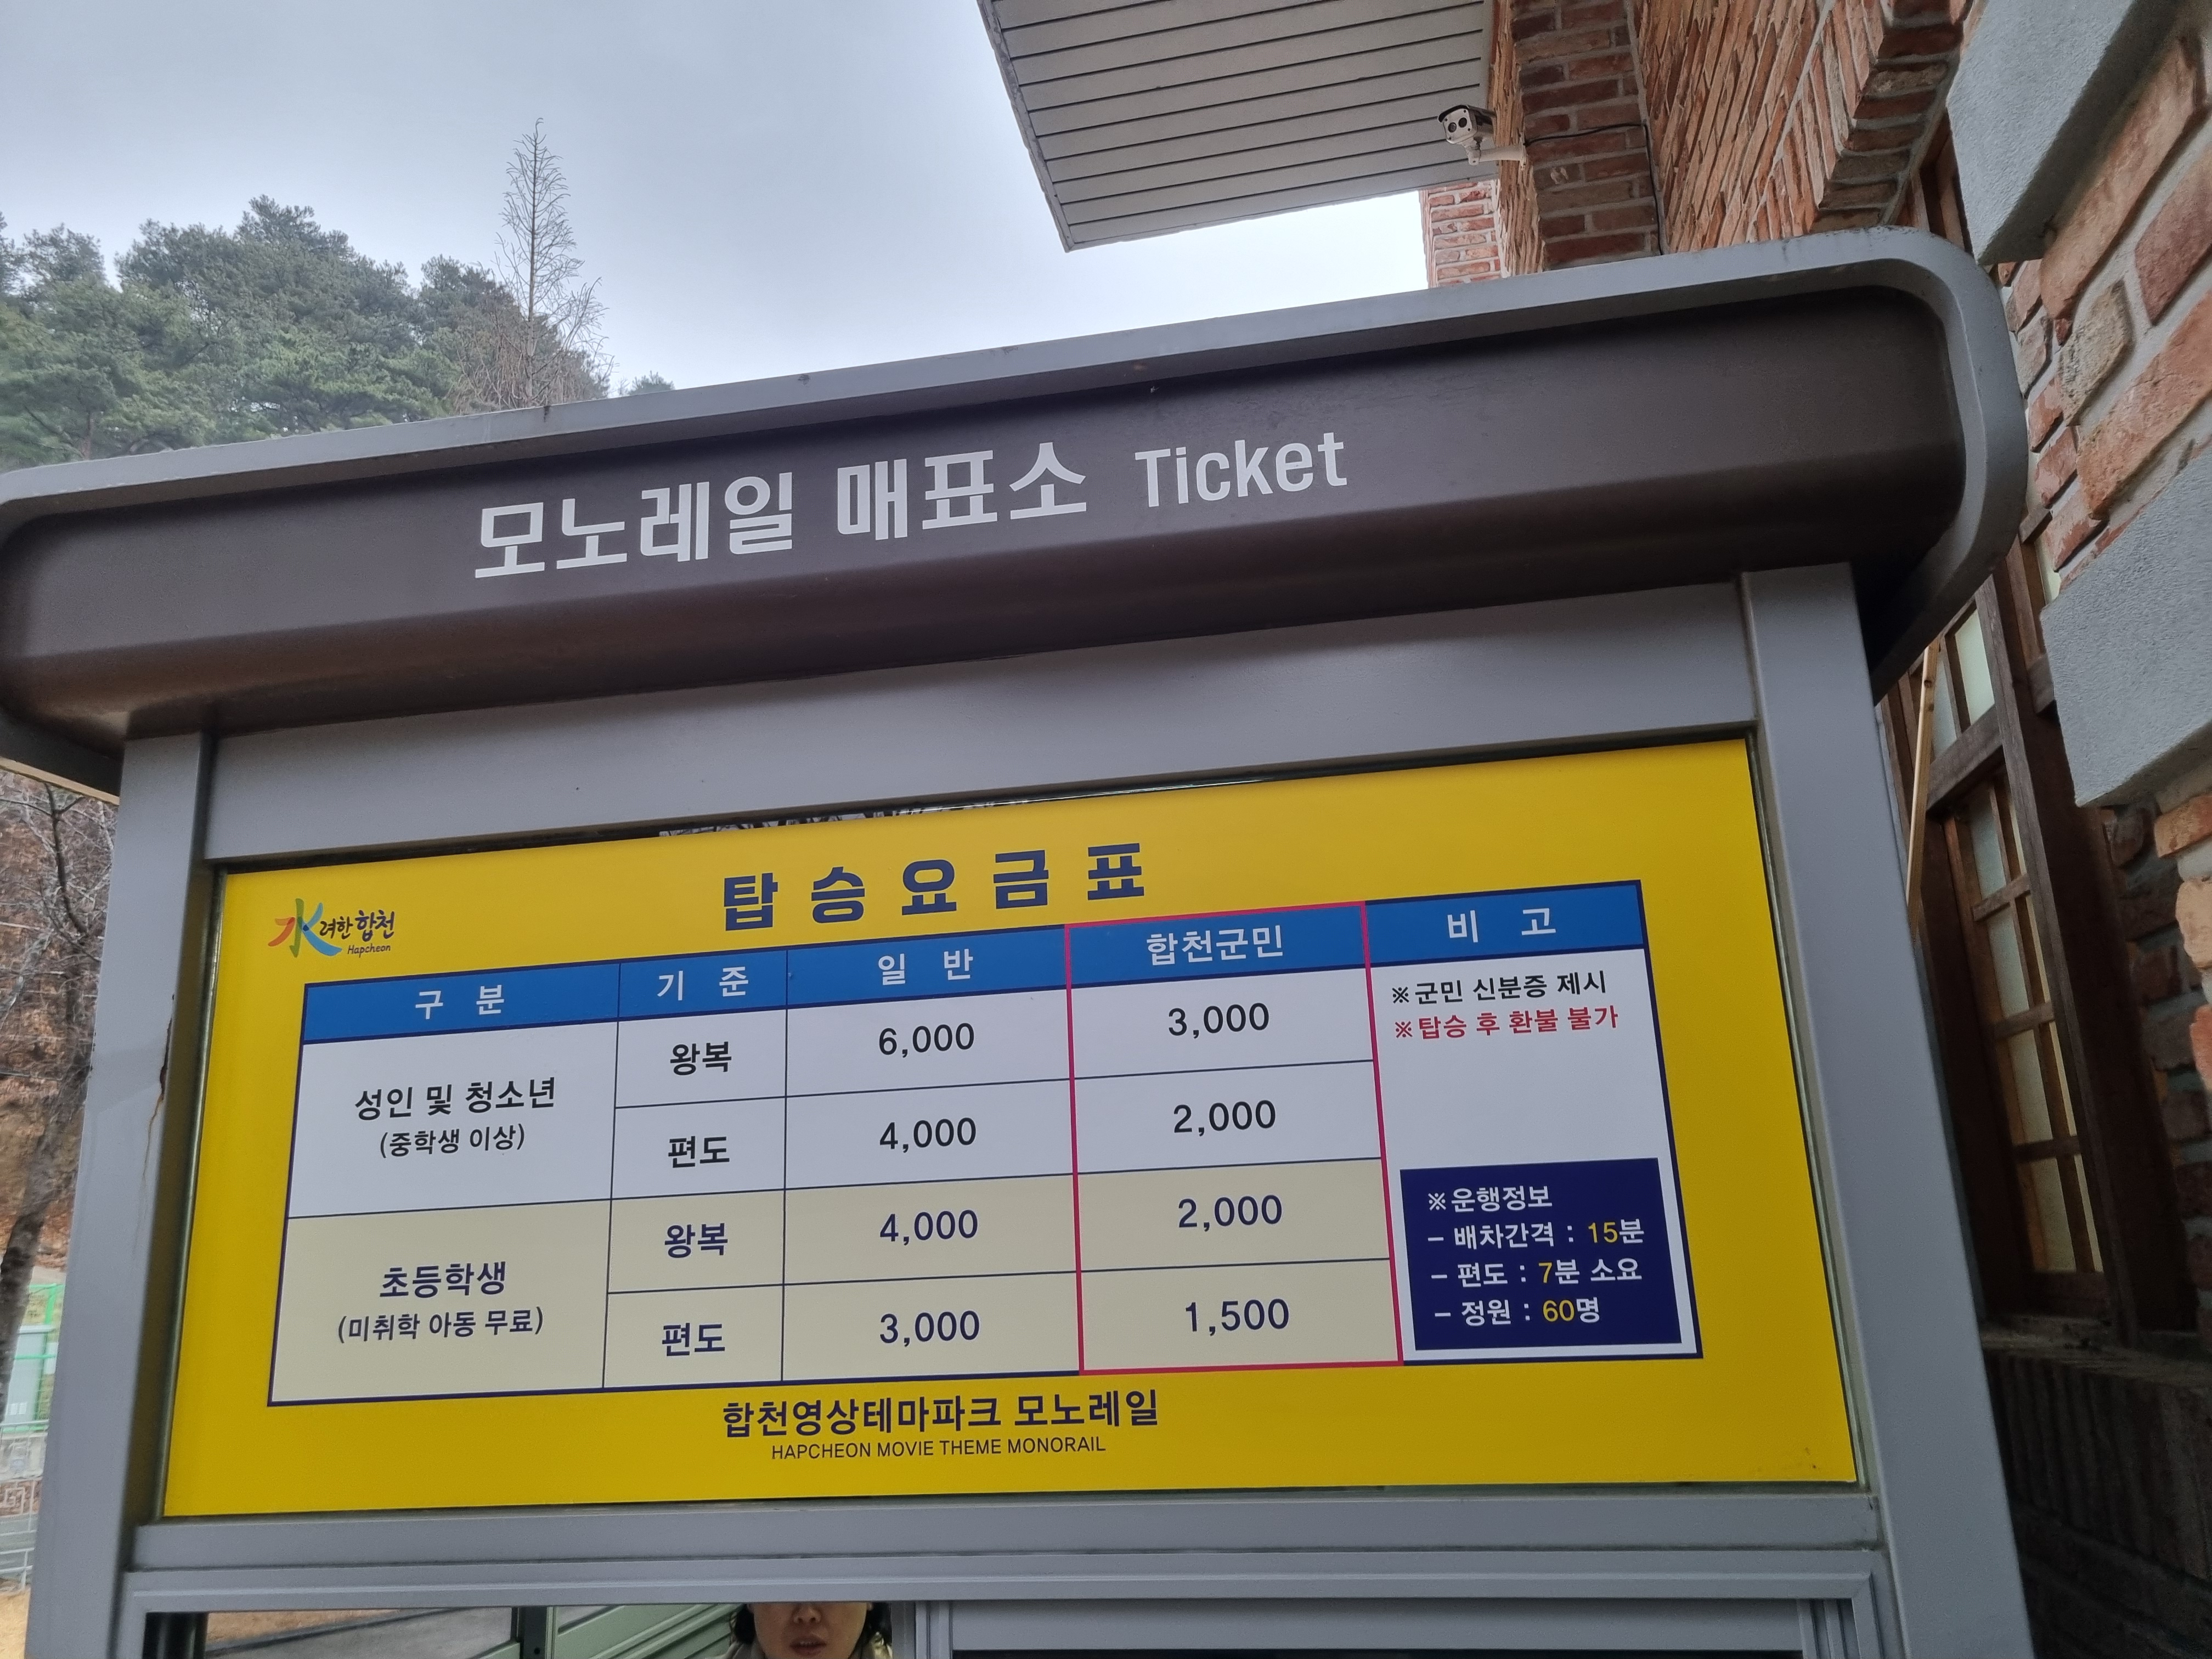 모노레일 매표소 Ticket
탑승요금표
水려한 합천
Hapcheon
구 분 기 준 일 반 합천군민 비 고
성인 및 청소년
(중학생 이상)
왕복 6,000 3,000
편도 4,000 2,000
초등학생
(미취학 아동 무료)
왕복 4,000 2,000
편도 3,000 1,500
※ 군민 신분증 제시
※ 탑승 후 환불 불가
※ 운행정보
- 배차간격 : 15분
- 편도 : 7분 소요
- 정원 : 60명
합천영상테마파크 모노레일
HAPCHEON MOVIE THEME MONORAIL